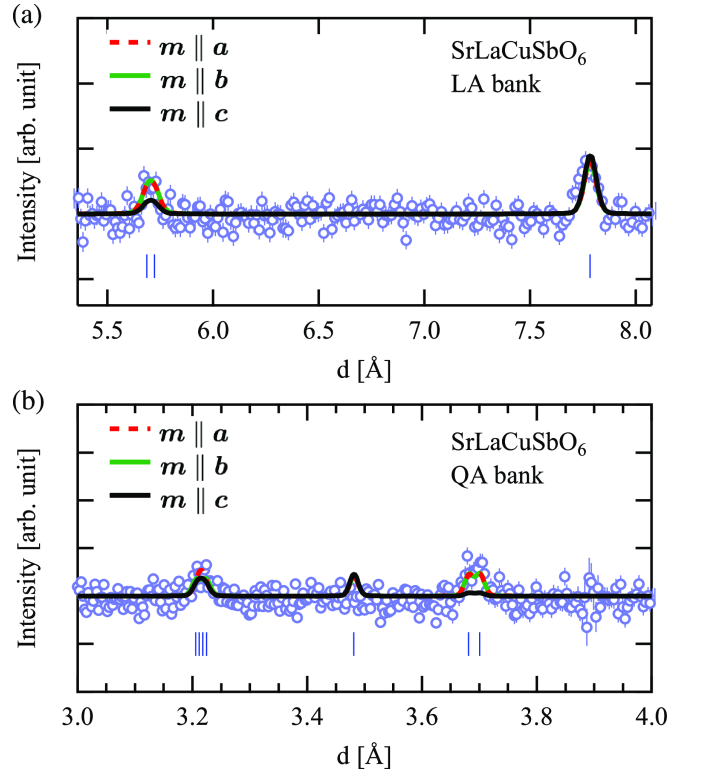 (a)
m ∥ a
m ∥ b
m ∥ c
SrLaCuSbO₆
LA bank
Intensity [arb. unit]
5.5 6.0 6.5 7.0 7.5 8.0
d [Å]
(b)
m ∥ a
m ∥ b
m ∥ c
SrLaCuSbO₆
QA bank
Intensity [arb. unit]
3.0 3.2 3.4 3.6 3.8 4.0
d [Å]